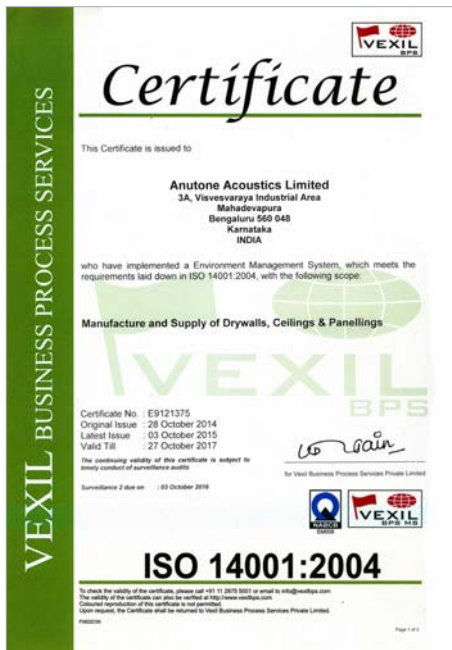 VEXIL
BPS
Certificate
VEXIL BUSINESS PROCESS SERVICES
This Certificate is issued to
Anutone Acoustics Limited
3A, Visvesvaraya Industrial Area
Mahadevapura
Bengaluru 560 048
Karnataka
INDIA
who have implemented a Environment Management System, which meets the
requirements laid down in ISO 14001:2004, with the following scope:
Manufacture and Supply of Drywalls, Ceilings & Panellings
VEXIL
BPS
Certificate No. : E9121375
Original Issue : 28 October 2014
Latest Issue : 03 October 2015
Valid Till : 27 October 2017
The continuing validity of this certificate is subject to
timely conduct of surveillance audits
Surveillance 2 due on : 03 October 2016
for Vexil Business Process Services Private Limited
NABCB
VEXIL
BPS MS
ISO 14001:2004
To check the validity of the certificate, please call +91 11 2875 5001 or email to info@vexilbps.com
The validity of the certificate can also be verified at http://www.vexilbps.com
Coloured reproduction of this certificate is not permitted.
Upon request, the Certificate shall be returned to Vexil Business Process Services Private Limited.
Page 1 of 2